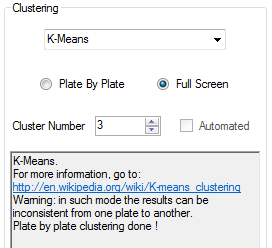 Clustering
K-Means
Plate By Plate
Full Screen
Cluster Number
3
Automated
K-Means.
For more information, go to:
http://en.wikipedia.org/wiki/K-means_clustering
Warning: in such mode the results can be
inconsistent from one plate to another.
Plate by plate clustering done !